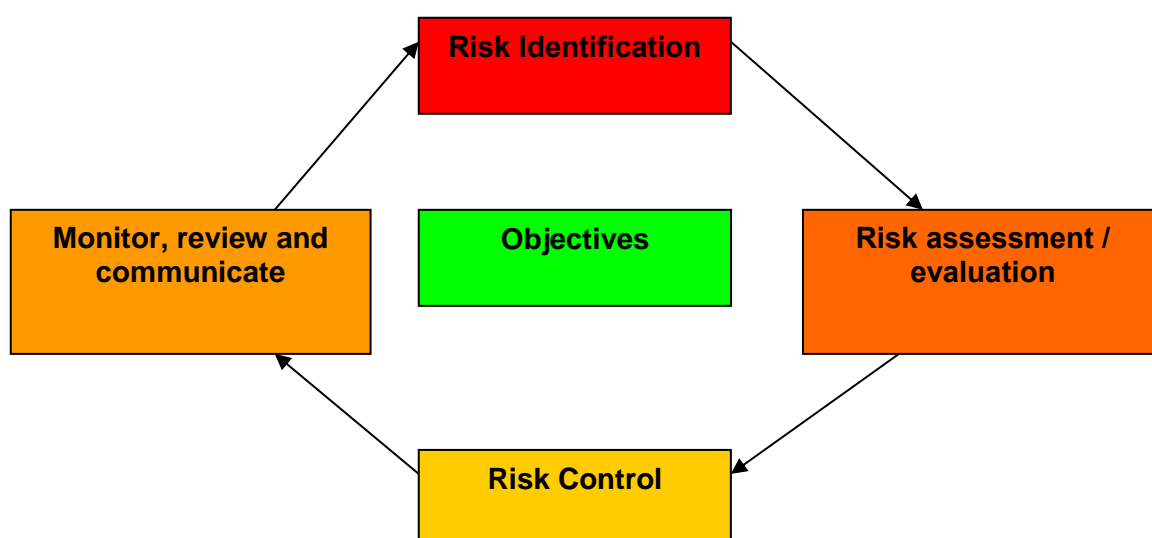 Risk Identification
Monitor, review and
communicate
Objectives
Risk assessment /
evaluation
Risk Control